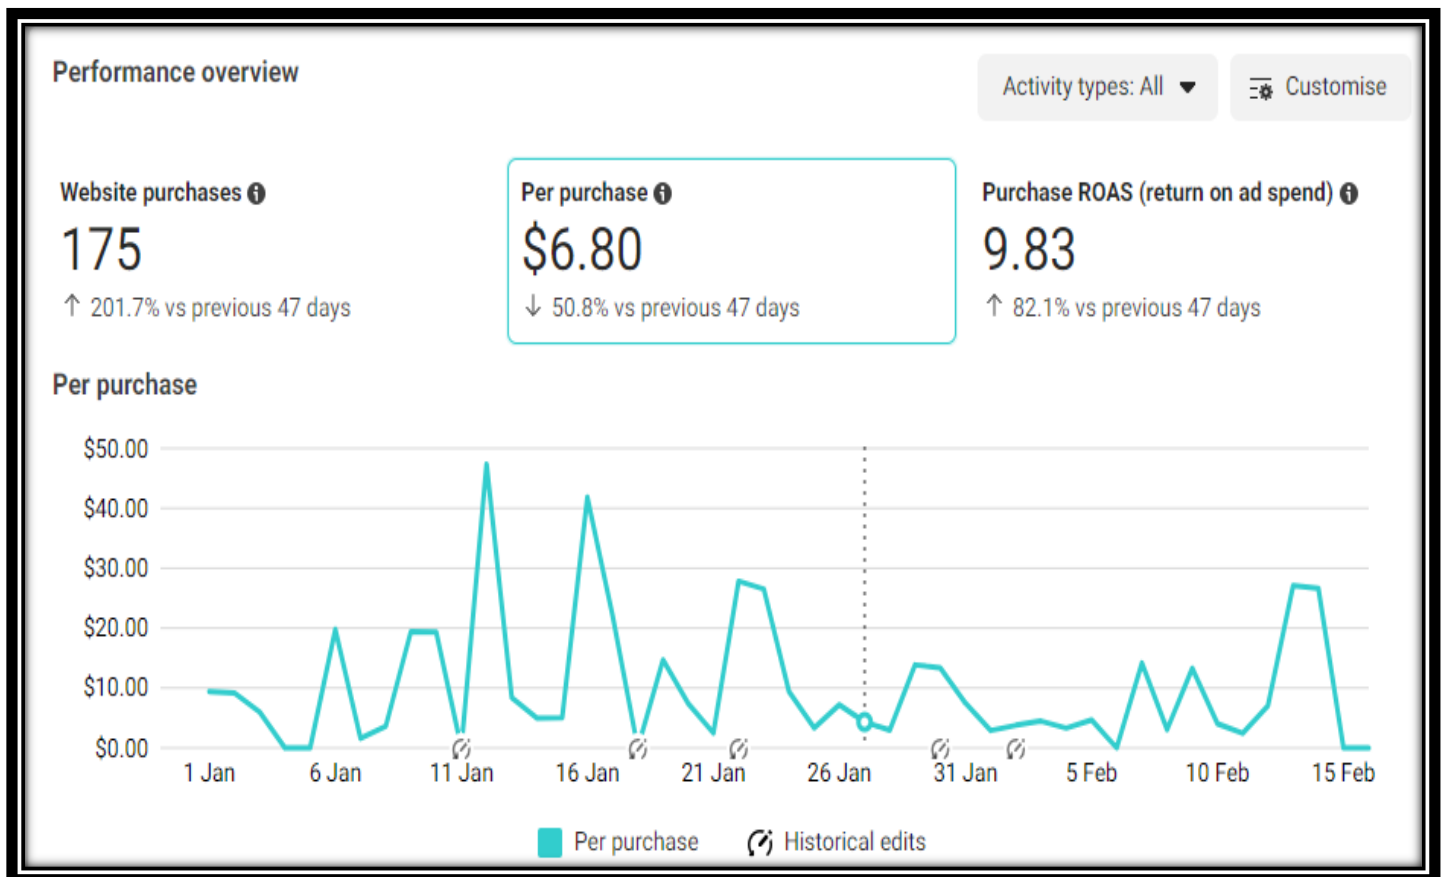 Performance overview
Activity types: All
Customise
Website purchases
175
↑ 201.7% vs previous 47 days
Per purchase
$6.80
↓ 50.8% vs previous 47 days
Purchase ROAS (return on ad spend)
9.83
↑ 82.1% vs previous 47 days
Per purchase
$50.00
$40.00
$30.00
$20.00
$10.00
$0.00
1 Jan 6 Jan 11 Jan 16 Jan 21 Jan 26 Jan 31 Jan 5 Feb 10 Feb 15 Feb
Per purchase Historical edits